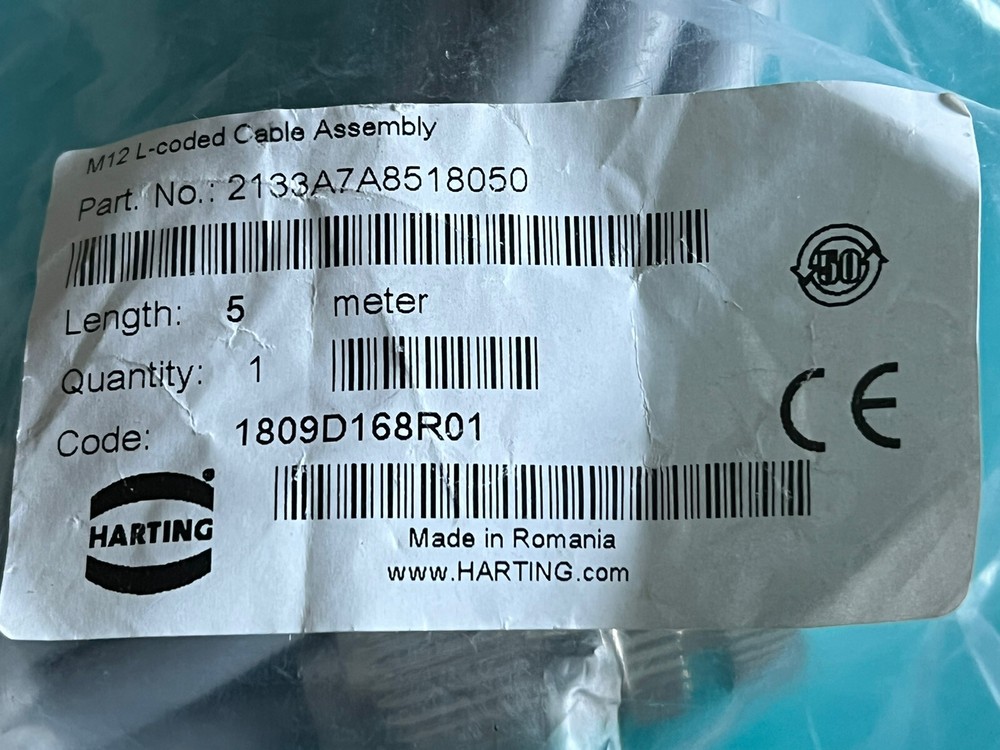 M12 L-coded Cable Assembly
Part. No.: 2133A7A8518050
Length: 5 meter
Quantity: 1
Code: 1809D168R01
50
CE
HARTING
Made in Romania
www.HARTING.com